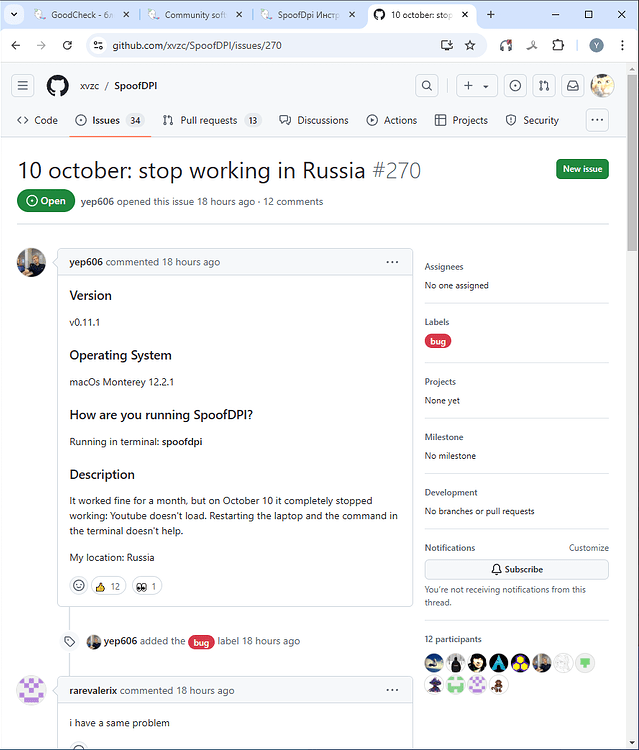 GoodCheck - бл
Community soft
SpoofDpi Инстр
10 october: stop
github.com/xvzc/SpoofDPI/issues/270
Y
xvzc / SpoofDPI
Code
Issues 34
Pull requests 13
Discussions
Actions
Projects
Security
10 october: stop working in Russia #270
New issue
Open
yep606 opened this issue 18 hours ago · 12 comments
yep606 commented 18 hours ago
Version
v0.11.1
Operating System
macOs Monterey 12.2.1
How are you running SpoofDPI?
Running in terminal: spoofdpi
Description
It worked fine for a month, but on October 10 it completely stopped
working: Youtube doesn't load. Restarting the laptop and the command in
the terminal doesn't help.
My location: Russia
12
1
yep606 added the bug label 18 hours ago
rarevalerix commented 18 hours ago
i have a same problem
Assignees
No one assigned
Labels
bug
Projects
None yet
Milestone
No milestone
Development
No branches or pull requests
Notifications
Customize
Subscribe
You're not receiving notifications from this
thread.
12 participants